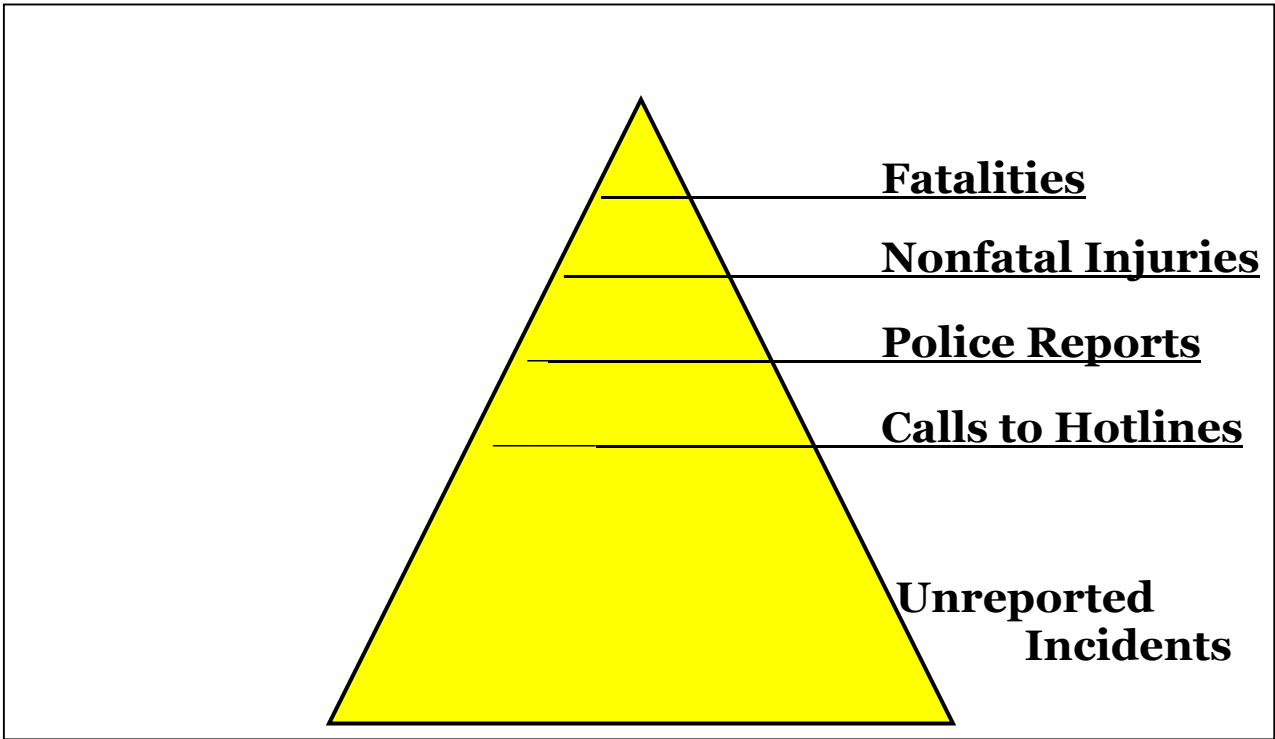 Fatalities
Nonfatal Injuries
Police Reports
Calls to Hotlines
Unreported
Incidents